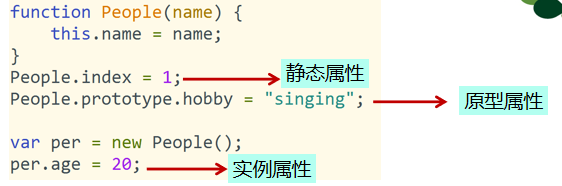 function People(name) {
    this.name = name;
}
People.index = 1; 静态属性
People.prototype.hobby = "singing"; 原型属性
var per = new People();
per.age = 20; 实例属性